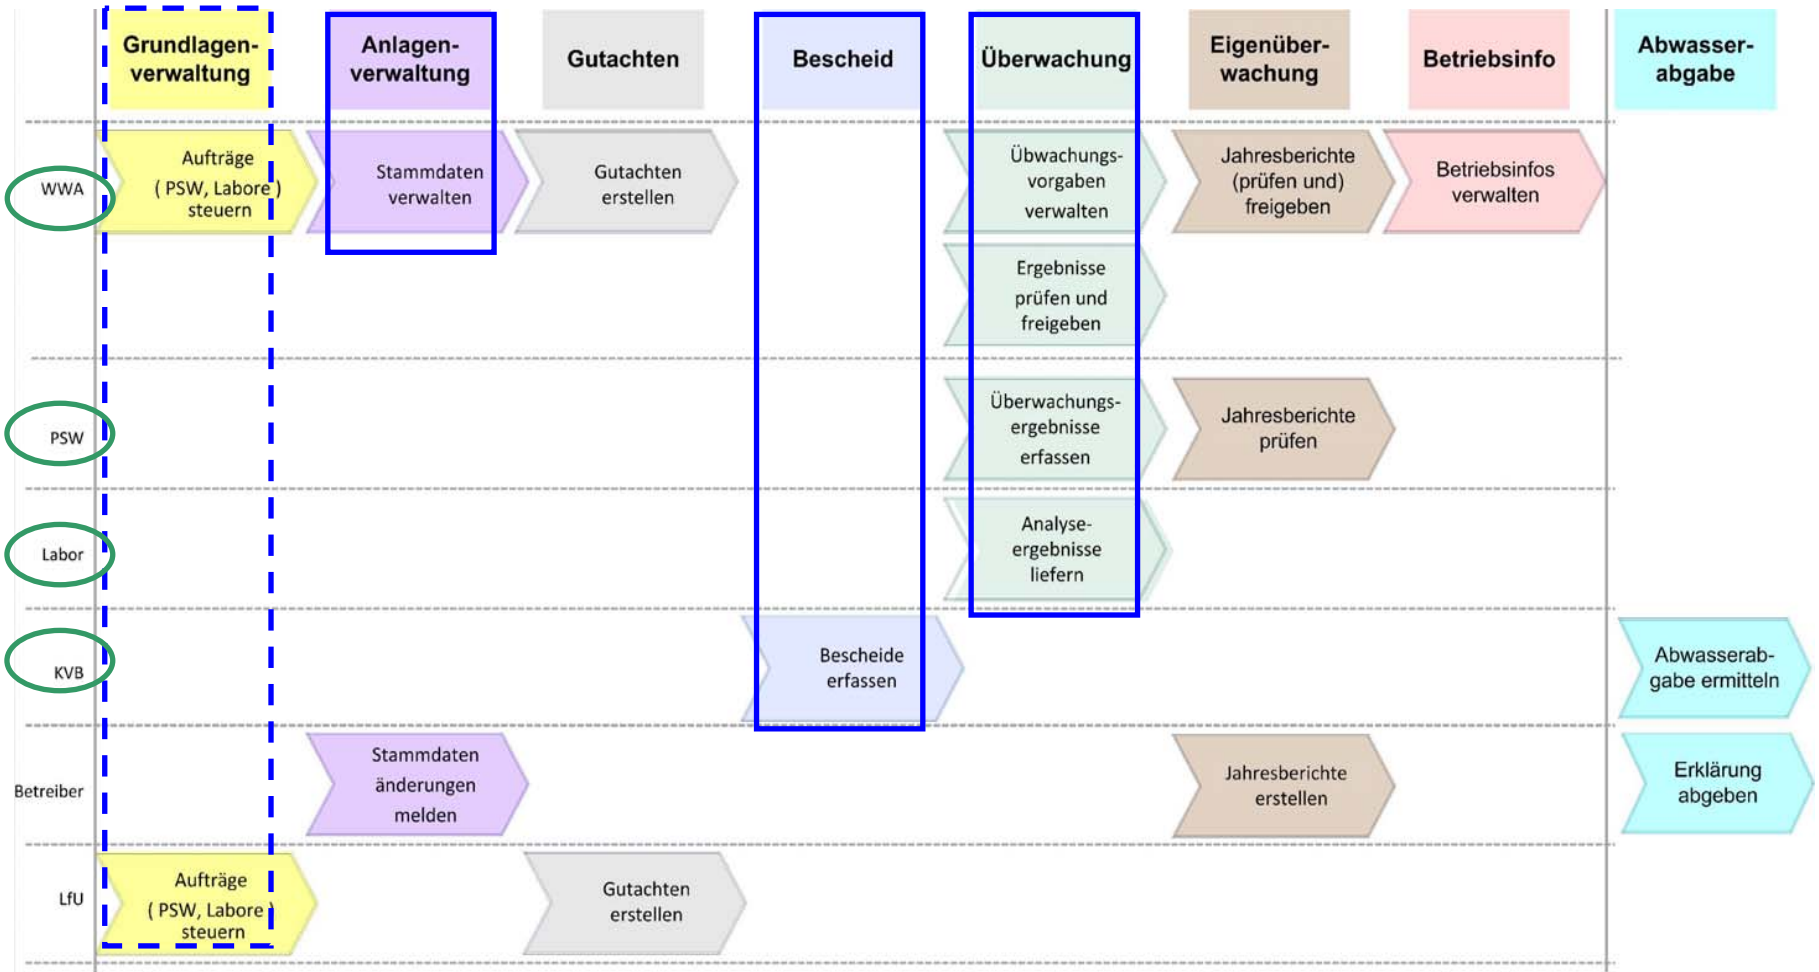 Grundlagen-
verwaltung
Anlagen-
verwaltung
Gutachten
Bescheid
Überwachung
Eigenüber-
wachung
Betriebsinfo
Abwasser-
abgabe
WWA
Aufträge
( PSW, Labore )
steuern
Stammdaten
verwalten
Gutachten
erstellen
Übwachungs-
vorgaben
verwalten
Jahresberichte
(prüfen und)
freigeben
Betriebsinfos
verwalten
Ergebnisse
prüfen und
freigeben
PSW
Überwachungs-
ergebnisse
erfassen
Jahresberichte
prüfen
Labor
Analyse-
ergebnisse
liefern
KVB
Bescheide
erfassen
Abwasserab-
gabe ermitteln
Betreiber
Stammdaten
änderungen
melden
Jahresberichte
erstellen
Erklärung
abgeben
LfU
Aufträge
( PSW, Labore )
steuern
Gutachten
erstellen